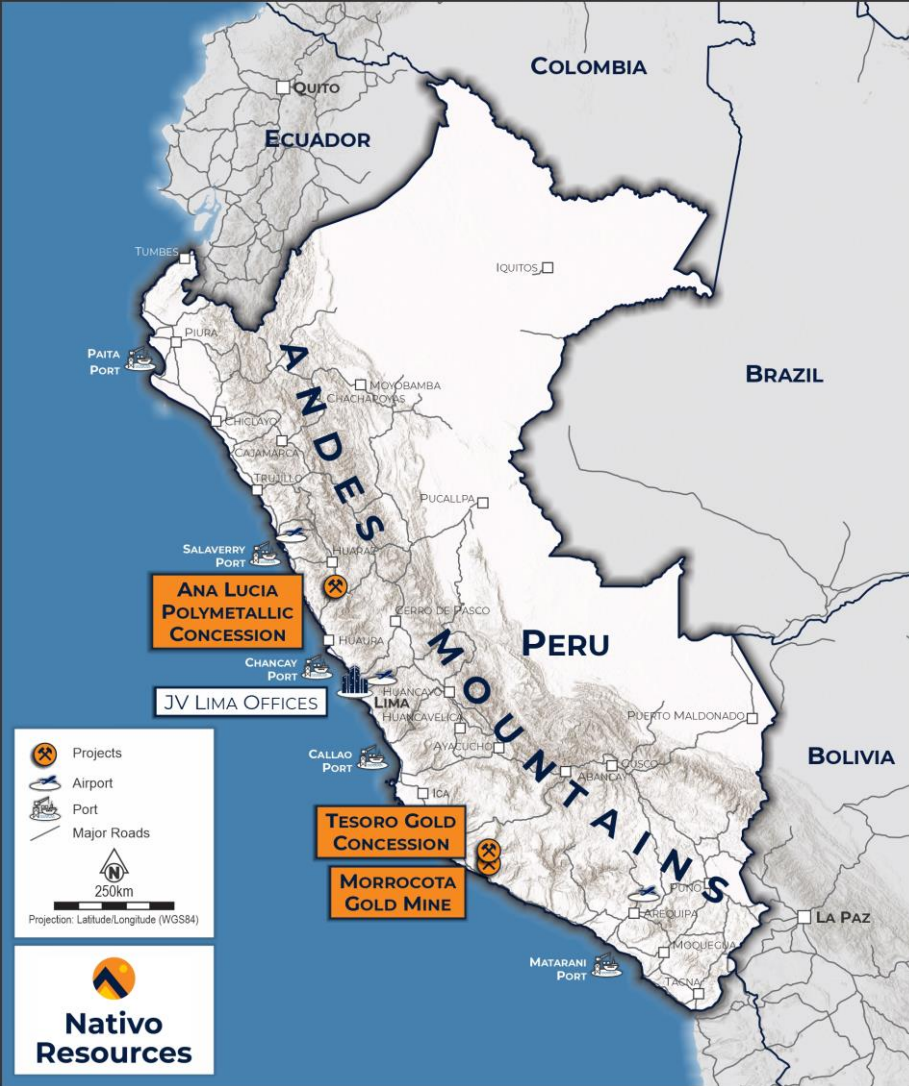 COLOMBIA
QUITO
ECUADOR
TUMBES
IQUITOS
PIURA
PAITA
PORT
BRAZIL
ANDES
MOYOBAMBA
CHACHAPOYAS
CHICLAYO
CAJAMARCA
TRUJILLO
PUCALLPA
SALAVERRY
PORT
HUARAZ
ANA LUCIA
POLYMETALLIC
CONCESSION
CERRO DE PASCO
HUAURA
MOUNTAINS
PERU
CHANCAY
PORT
JV LIMA OFFICES
LIMA
HUANCAYO
HUANCAVELICA
PUERTO MALDONADO
AYACUCHO
CUSCO
ABANCAY
BOLIVIA
CALLAO
PORT
ICA
TESORO GOLD
CONCESSION
MORROCOTA
GOLD MINE
PUNO
AREQUIPA
LA PAZ
MOQUEGUA
MATARANI
PORT
TACNA
Projects
Airport
Port
Major Roads
N
250km
Projection: Latitude/Longitude (WGS84)
Nativo
Resources